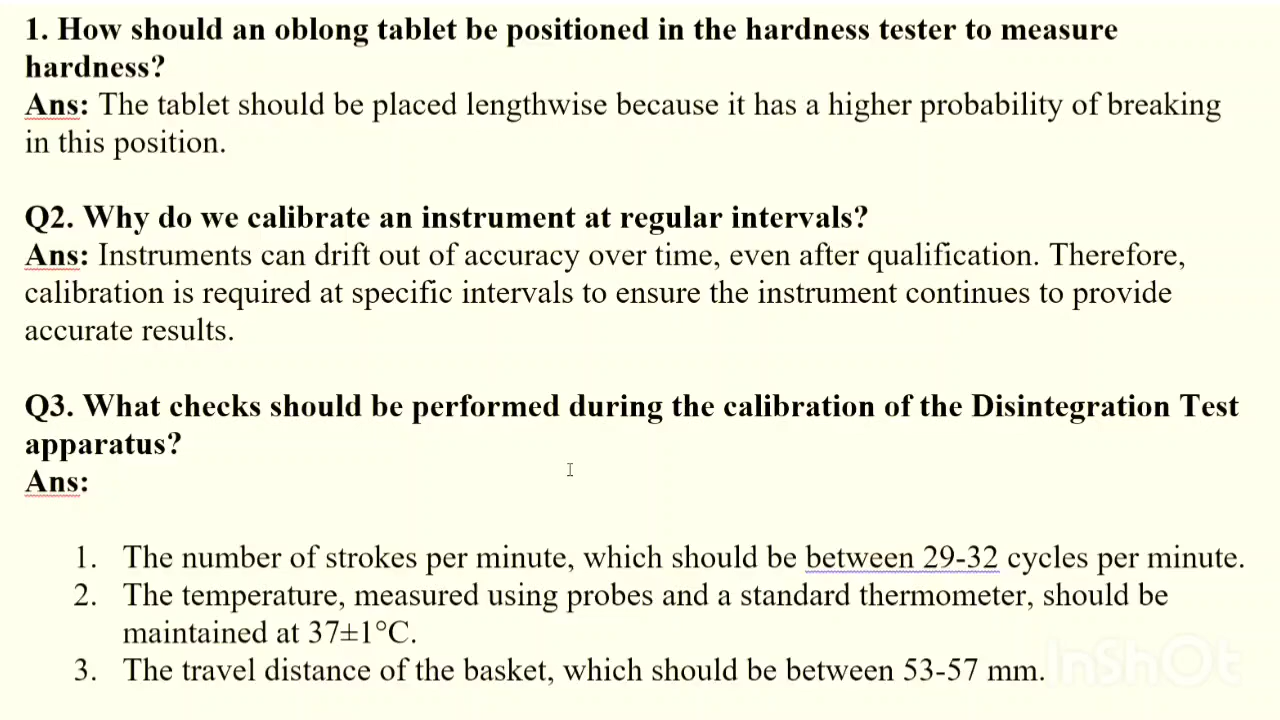 1. How should an oblong tablet be positioned in the hardness tester to measure
hardness?
Ans: The tablet should be placed lengthwise because it has a higher probability of breaking
in this position.
Q2. Why do we calibrate an instrument at regular intervals?
Ans: Instruments can drift out of accuracy over time, even after qualification. Therefore,
calibration is required at specific intervals to ensure the instrument continues to provide
accurate results.
Q3. What checks should be performed during the calibration of the Disintegration Test
apparatus?
Ans:
1. The number of strokes per minute, which should be between 29-32 cycles per minute.
2. The temperature, measured using probes and a standard thermometer, should be
maintained at 37±1°C.
3. The travel distance of the basket, which should be between 53-57 mm.
InShOt